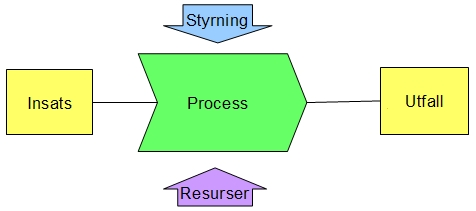 Styrning
Insats
Process
Utfall
Resurser